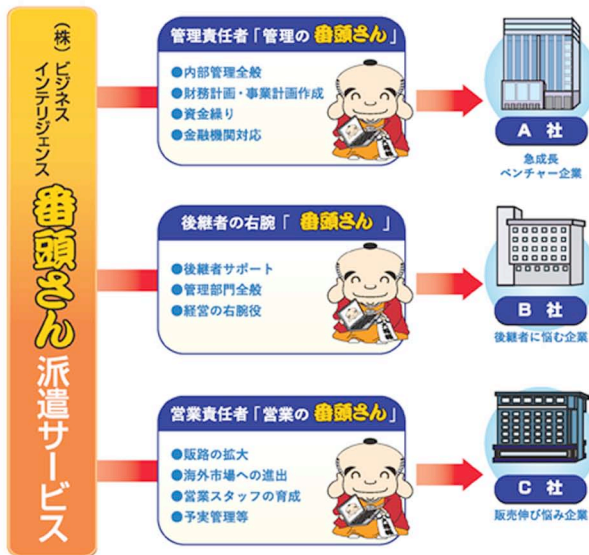 (株)ビジネス
インテリジェンス
番頭さん
派遣サービス
管理責任者「管理の番頭さん」
●内部管理全般
●財務計画・事業計画作成
●資金繰り
●金融機関対応
A 社
急成長
ベンチャー企業
後継者の右腕「 番頭さん 」
●後継者サポート
●管理部門全般
●経営の右腕役
B 社
後継者に悩む企業
営業責任者「営業の番頭さん」
●販路の拡大
●海外市場への進出
●営業スタッフの育成
●予実管理等
C 社
販売伸び悩み企業